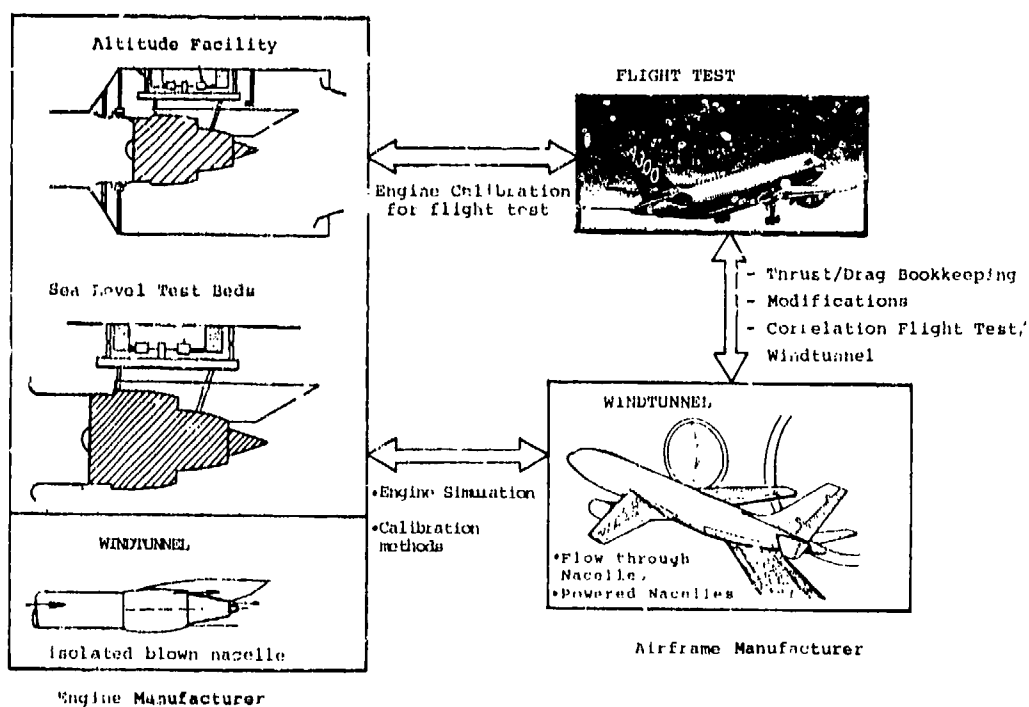 Altitude Facility
Sea Level Test Beds
WINDTUNNEL
isolated blown nacelle
Engine Manufacturer
Engine Calibration
for flight test
•Engine Simulation
•Calibration
methods
FLIGHT TEST
A300
- Thrust/Drag Bookkeeping
- Modifications
- Correlation Flight Test,
Windtunnel
WINDTUNNEL
•Flow through
Nacelle,
•Powered Nacelles
Airframe Manufacturer